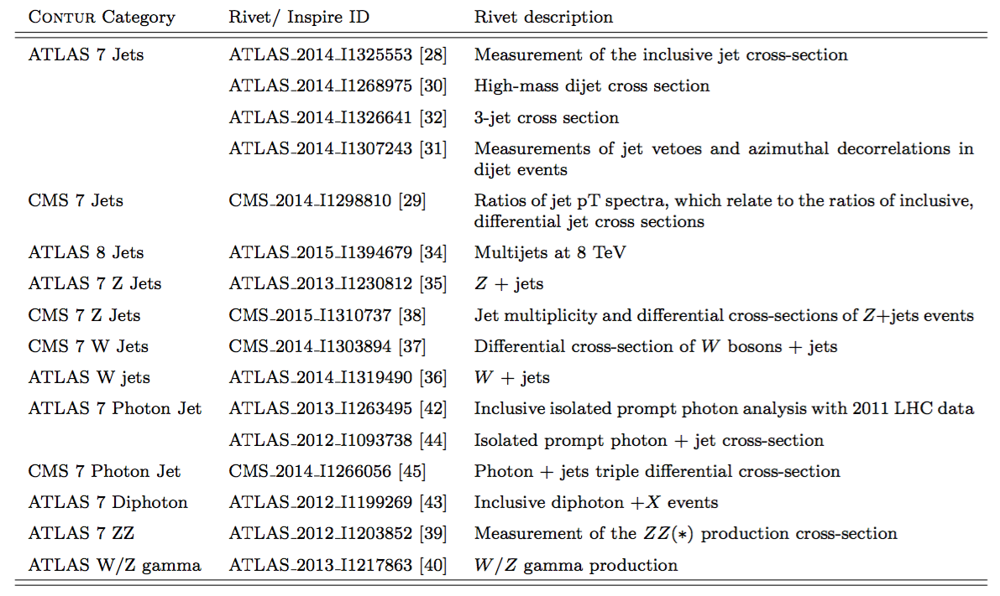 CONTUR Category Rivet/ Inspire ID Rivet description
ATLAS 7 Jets ATLAS_2014_I1325553 [28] Measurement of the inclusive jet cross-section
ATLAS_2014_I1268975 [30] High-mass dijet cross section
ATLAS_2014_I1326641 [32] 3-jet cross section
ATLAS_2014_I1307243 [31] Measurements of jet vetoes and azimuthal decorrelations in
dijet events
CMS 7 Jets CMS_2014_I1298810 [29] Ratios of jet pT spectra, which relate to the ratios of inclusive,
differential jet cross sections
ATLAS 8 Jets ATLAS_2015_I1394679 [34] Multijets at 8 TeV
ATLAS 7 Z Jets ATLAS_2013_I1230812 [35] Z + jets
CMS 7 Z Jets CMS_2015_I1310737 [38] Jet multiplicity and differential cross-sections of Z+jets events
CMS 7 W Jets CMS_2014_I1303894 [37] Differential cross-section of W bosons + jets
ATLAS W jets ATLAS_2014_I1319490 [36] W + jets
ATLAS 7 Photon Jet ATLAS_2013_I1263495 [42] Inclusive isolated prompt photon analysis with 2011 LHC data
ATLAS_2012_I1093738 [44] Isolated prompt photon + jet cross-section
CMS 7 Photon Jet CMS_2014_I1266056 [45] Photon + jets triple differential cross-section
ATLAS 7 Diphoton ATLAS_2012_I1199269 [43] Inclusive diphoton +X events
ATLAS 7 ZZ ATLAS_2012_I1203852 [39] Measurement of the ZZ(*) production cross-section
ATLAS W/Z gamma ATLAS_2013_I1217863 [40] W/Z gamma production